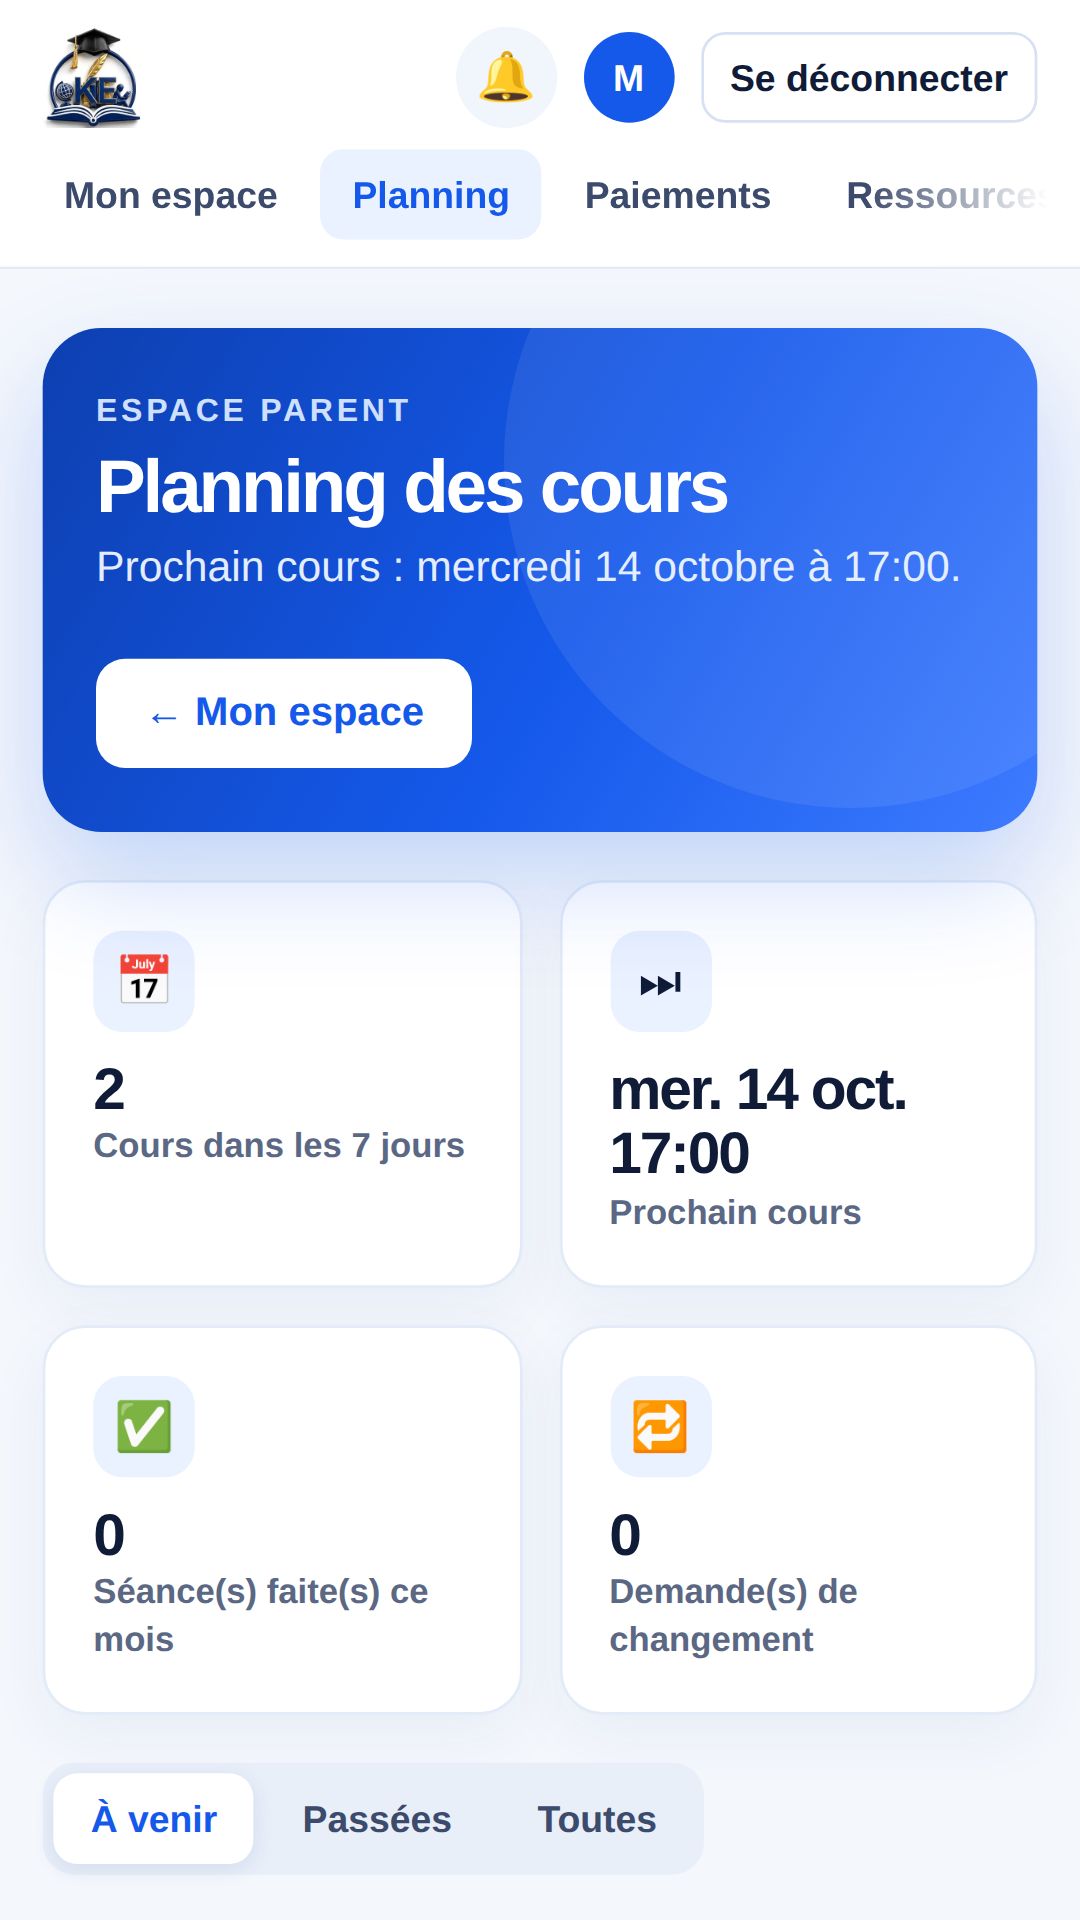 KE&
M
Se déconnecter
Mon espace
Planning
Paiements
Ressources
ESPACE PARENT
Planning des cours
Prochain cours : mercredi 14 octobre à 17:00.
← Mon espace
July
17
2
Cours dans les 7 jours
mer. 14 oct.
17:00
Prochain cours
0
Séance(s) faite(s) ce
mois
0
Demande(s) de
changement
À venir
Passées
Toutes